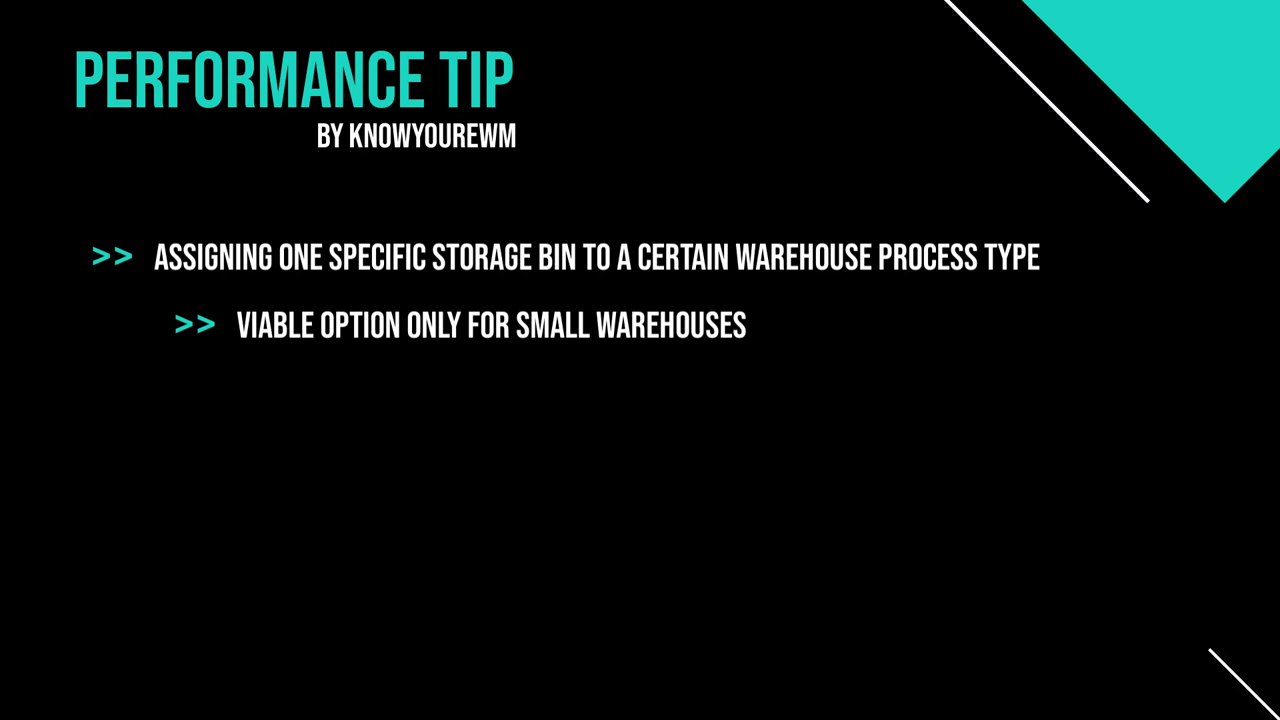 PERFORMANCE TIP
BY KNOWYOUREWM
>> ASSIGNING ONE SPECIFIC STORAGE BIN TO A CERTAIN WAREHOUSE PROCESS TYPE
>> VIABLE OPTION ONLY FOR SMALL WAREHOUSES